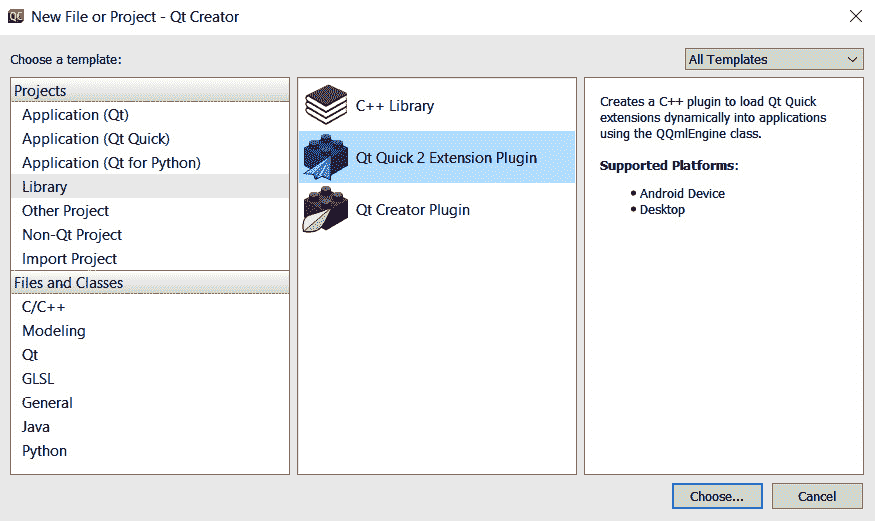 QC New File or Project - Qt Creator
Choose a template:
All Templates
Projects
Application (Qt)
Application (Qt Quick)
Application (Qt for Python)
Library
Other Project
Non-Qt Project
Import Project
Files and Classes
C/C++
Modeling
Qt
GLSL
General
Java
Python
C++ Library
Qt Quick 2 Extension Plugin
Qt Creator Plugin
Creates a C++ plugin to load Qt Quick
extensions dynamically into applications
using the QQmlEngine class.
Supported Platforms:
• Android Device
• Desktop
Choose...
Cancel